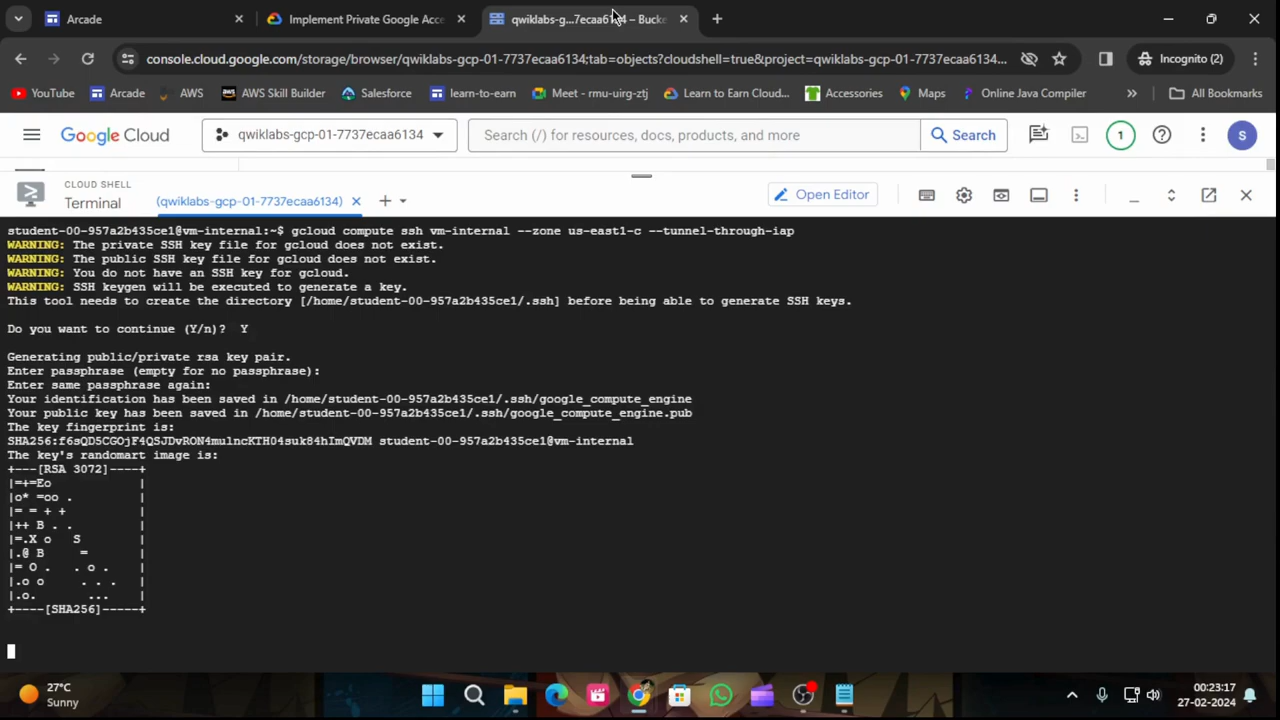 Arcade
Implement Private Google Acce
qwiklabs-g...7ecaa6134 – Bucke
console.cloud.google.com/storage/browser/qwiklabs-gcp-01-7737ecaa6134;tab=objects?cloudshell=true&project=qwiklabs-gcp-01-7737ecaa6134...
Incognito (2)
YouTube
Arcade
AWS
AWS Skill Builder
Salesforce
learn-to-earn
Meet - rmu-uirg-ztj
Learn to Earn Cloud...
Accessories
Maps
Online Java Compiler
»
All Bookmarks
Google Cloud
qwiklabs-gcp-01-7737ecaa6134
Search (/) for resources, docs, products, and more
Search
1
S
CLOUD SHELL
Terminal
(qwiklabs-gcp-01-7737ecaa6134)
Open Editor
student-00-957a2b435ce1@vm-internal:~$ gcloud compute ssh vm-internal --zone us-east1-c --tunnel-through-iap
WARNING: The private SSH key file for gcloud does not exist.
WARNING: The public SSH key file for gcloud does not exist.
WARNING: You do not have an SSH key for gcloud.
WARNING: SSH keygen will be executed to generate a key.
This tool needs to create the directory [/home/student-00-957a2b435ce1/.ssh] before being able to generate SSH keys.
Do you want to continue (Y/n)?  Y
Generating public/private rsa key pair.
Enter passphrase (empty for no passphrase):
Enter same passphrase again:
Your identification has been saved in /home/student-00-957a2b435ce1/.ssh/google_compute_engine
Your public key has been saved in /home/student-00-957a2b435ce1/.ssh/google_compute_engine.pub
The key fingerprint is:
SHA256:f6sQD5CGOjF4QSJDvRON4mulncKTH04suk84hImQVDM student-00-957a2b435ce1@vm-internal
The key's randomart image is:
+---[RSA 3072]----+
|=+=Eo            |
|o* =oo .         |
|= = + +          |
|++ B . .         |
|=.X o   S        |
|.@ B     =       |
|= O .   . o .    |
|.o o     . . .   |
|.o.       ...    |
+----[SHA256]-----+
27°C
Sunny
00:23:17
27-02-2024